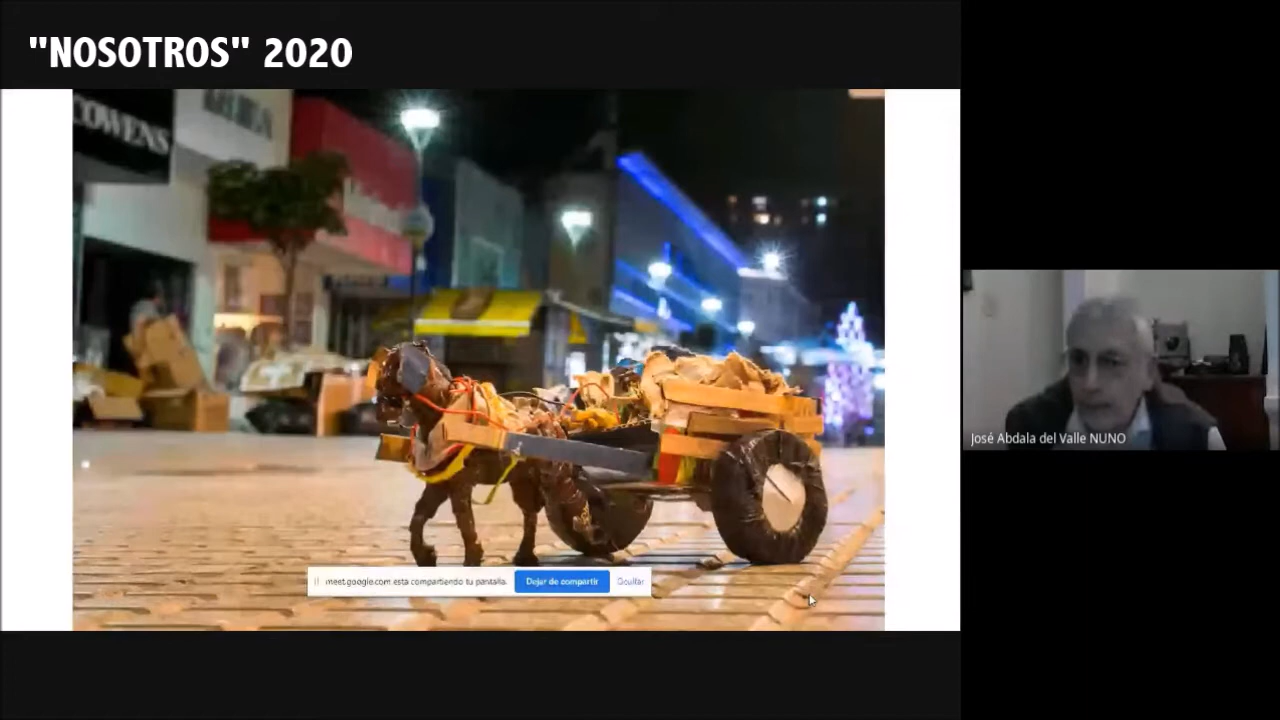 "NOSOTROS" 2020
COWENS
meet.google.com está compartiendo tu pantalla.
Dejar de compartir
Ocultar
José Abdala del Valle NUNO